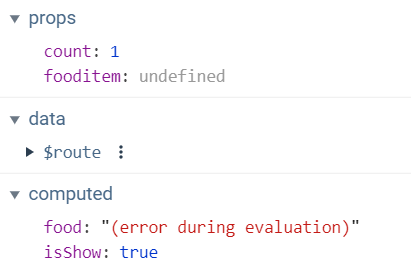 props
count: 1
fooditem: undefined
data
$route
computed
food: "(error during evaluation)"
isShow: true